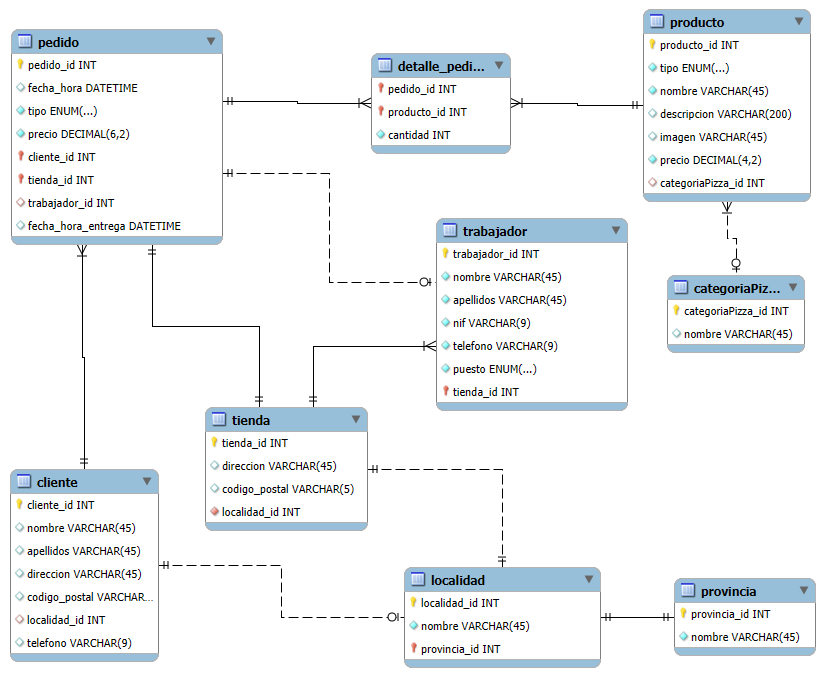 pedido
pedido_id INT
fecha_hora DATETIME
tipo ENUM(...)
precio DECIMAL(6,2)
cliente_id INT
tienda_id INT
trabajador_id INT
fecha_hora_entrega DATETIME
detalle_pedi...
pedido_id INT
producto_id INT
cantidad INT
producto
producto_id INT
tipo ENUM(...)
nombre VARCHAR(45)
descripcion VARCHAR(200)
imagen VARCHAR(45)
precio DECIMAL(4,2)
categoriaPizza_id INT
trabajador
trabajador_id INT
nombre VARCHAR(45)
apellidos VARCHAR(45)
nif VARCHAR(9)
telefono VARCHAR(9)
puesto ENUM(...)
tienda_id INT
categoriaPiz...
categoriaPizza_id INT
nombre VARCHAR(45)
tienda
tienda_id INT
direccion VARCHAR(45)
codigo_postal VARCHAR(5)
localidad_id INT
cliente
cliente_id INT
nombre VARCHAR(45)
apellidos VARCHAR(45)
direccion VARCHAR(45)
codigo_postal VARCHAR...
localidad_id INT
telefono VARCHAR(9)
localidad
localidad_id INT
nombre VARCHAR(45)
provincia_id INT
provincia
provincia_id INT
nombre VARCHAR(45)